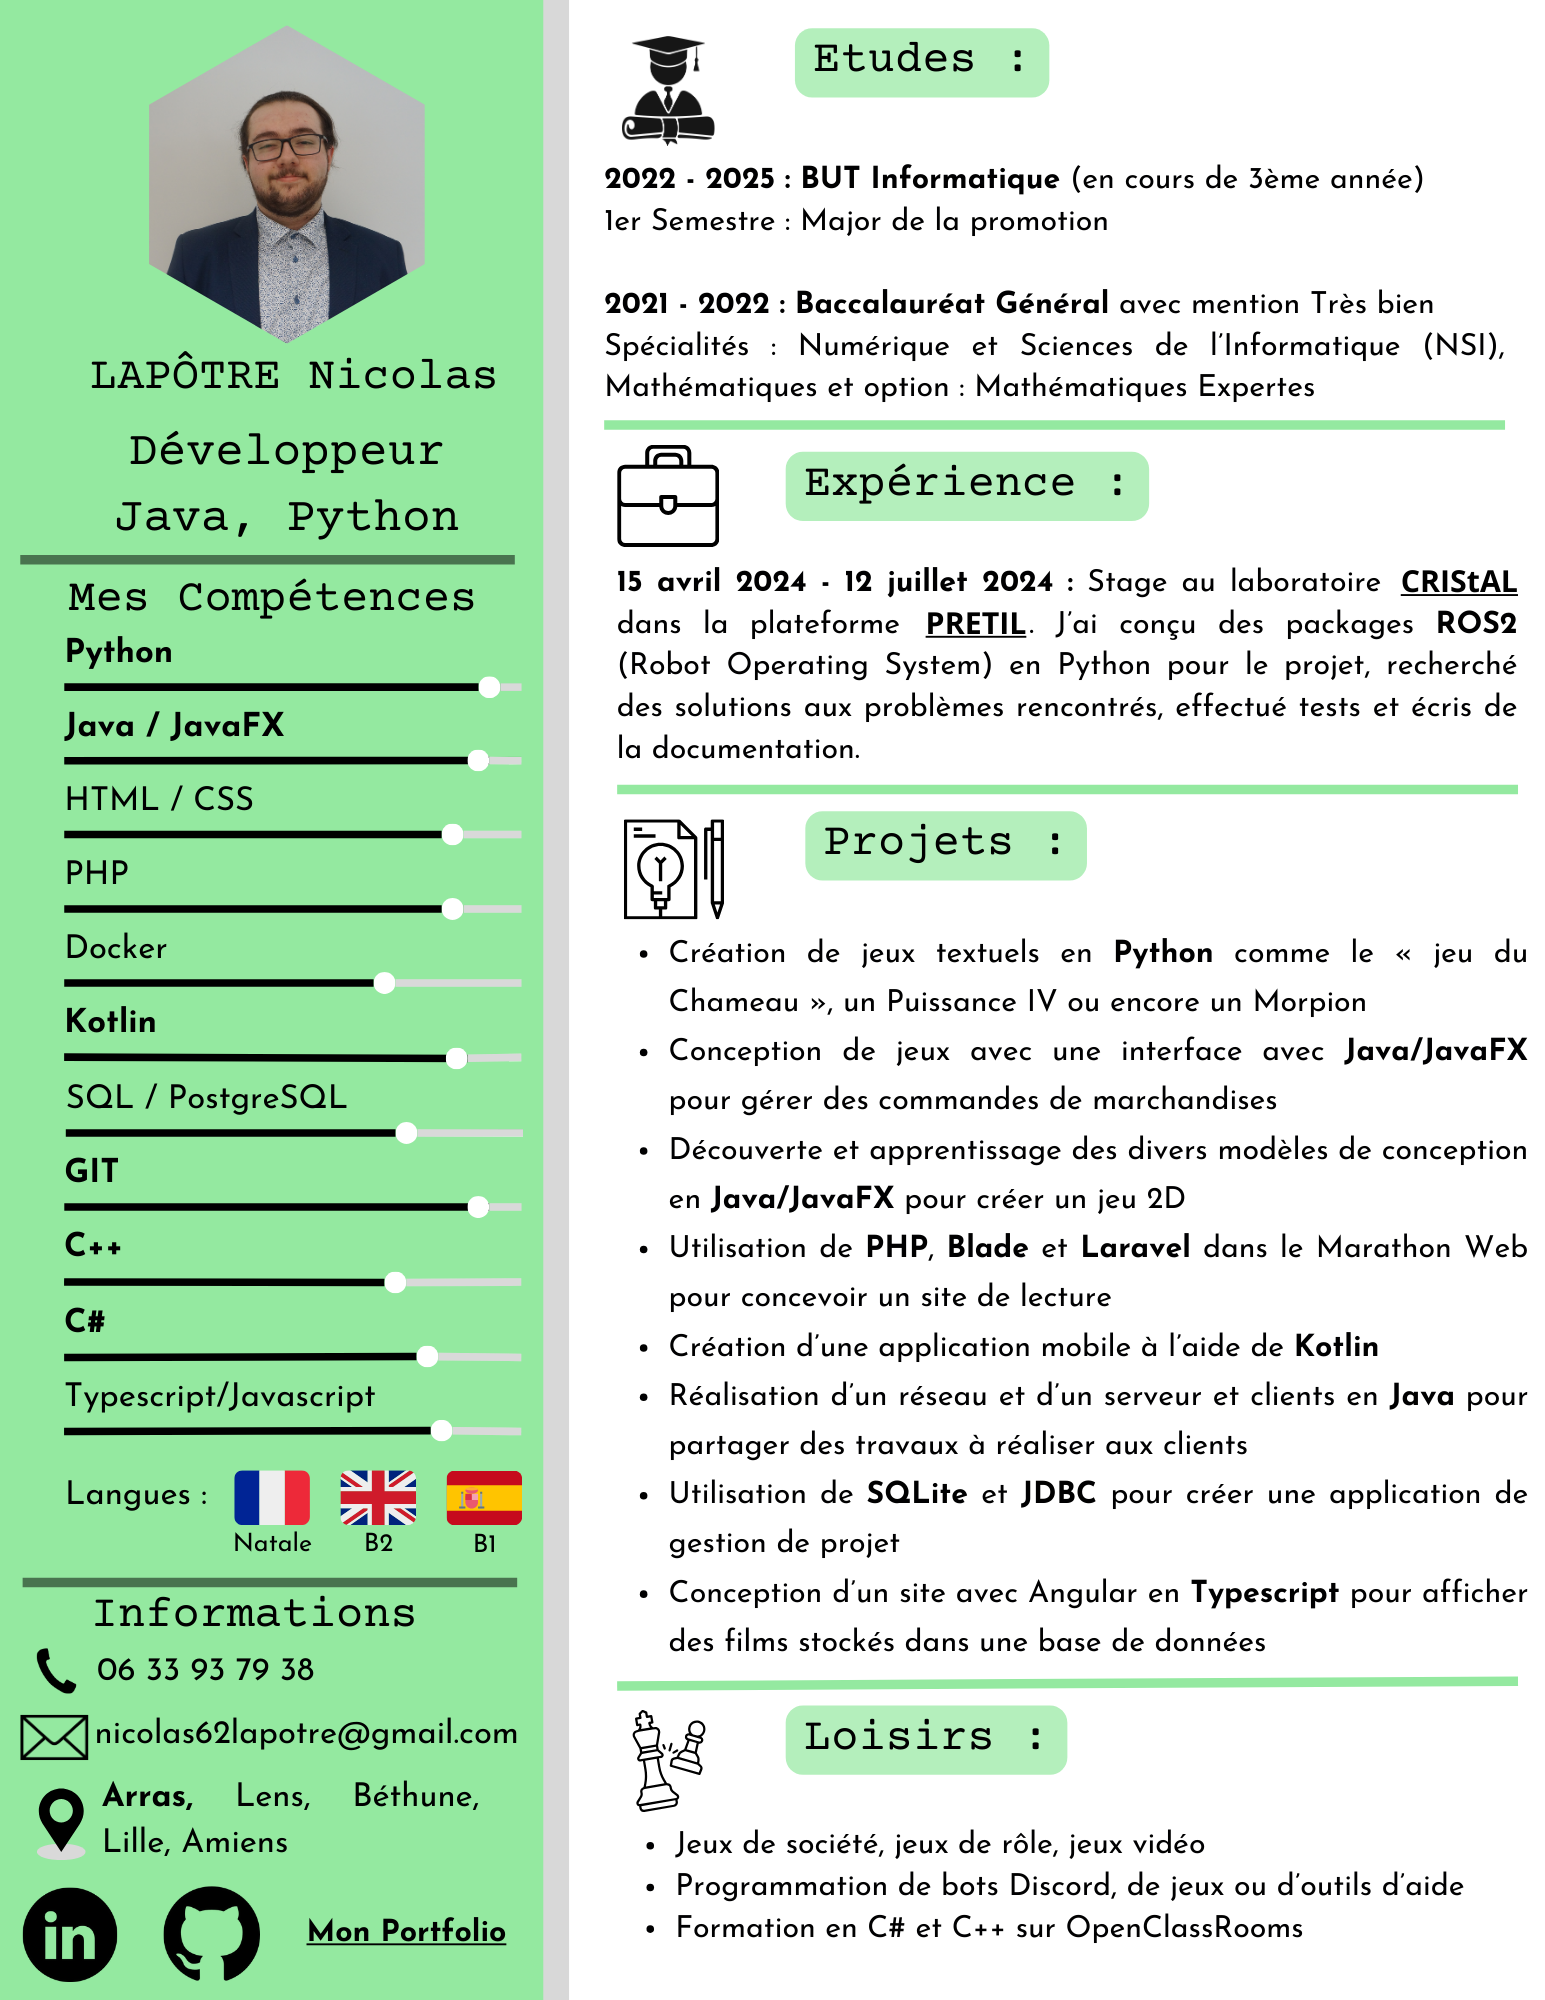 LAPÔTRE Nicolas
Développeur
Java, Python
Mes Compétences
Python
Java / JavaFX
HTML / CSS
PHP
Docker
Kotlin
SQL / PostgreSQL
GIT
C++
C#
Typescript/Javascript
Langues :
Natale B2 B1
Informations
06 33 93 79 38
nicolas62lapotre@gmail.com
Arras, Lens, Béthune,
Lille, Amiens
in
Mon Portfolio
Etudes :
2022 - 2025 : BUT Informatique (en cours de 3ème année)
1er Semestre : Major de la promotion
2021 - 2022 : Baccalauréat Général avec mention Très bien
Spécialités : Numérique et Sciences de l'Informatique (NSI),
Mathématiques et option : Mathématiques Expertes
Expérience :
15 avril 2024 - 12 juillet 2024 : Stage au laboratoire CRIStAL
dans la plateforme PRETIL. J'ai conçu des packages ROS2
(Robot Operating System) en Python pour le projet, recherché
des solutions aux problèmes rencontrés, effectué tests et écris de
la documentation.
Projets :
• Création de jeux textuels en Python comme le « jeu du
Chameau », un Puissance IV ou encore un Morpion
• Conception de jeux avec une interface avec Java/JavaFX
pour gérer des commandes de marchandises
• Découverte et apprentissage des divers modèles de conception
en Java/JavaFX pour créer un jeu 2D
• Utilisation de PHP, Blade et Laravel dans le Marathon Web
pour concevoir un site de lecture
• Création d'une application mobile à l'aide de Kotlin
• Réalisation d'un réseau et d'un serveur et clients en Java pour
partager des travaux à réaliser aux clients
• Utilisation de SQLite et JDBC pour créer une application de
gestion de projet
• Conception d'un site avec Angular en Typescript pour afficher
des films stockés dans une base de données
Loisirs :
• Jeux de société, jeux de rôle, jeux vidéo
• Programmation de bots Discord, de jeux ou d'outils d'aide
• Formation en C# et C++ sur OpenClassRooms